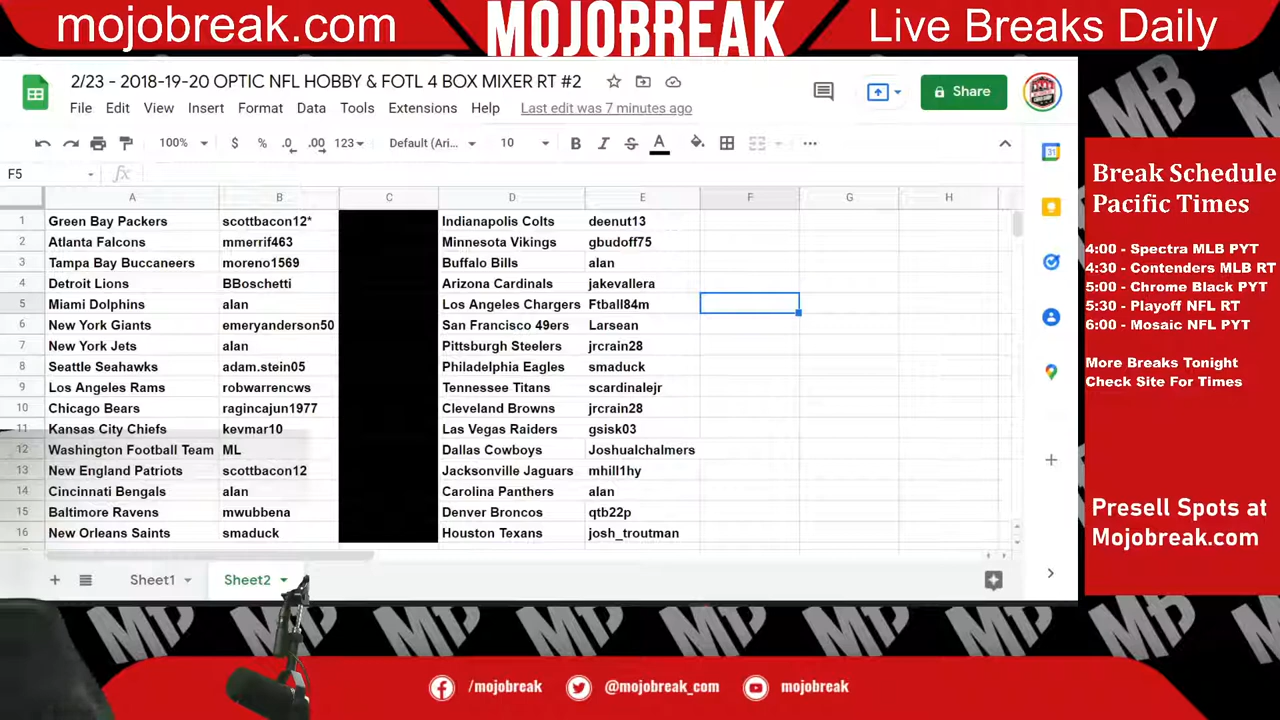 mojobreak.com
MOJOBREAK
Live Breaks Daily
2/23 - 2018-19-20 OPTIC NFL HOBBY & FOTL 4 BOX MIXER RT #2
File Edit View Insert Format Data Tools Extensions Help Last edit was 7 minutes ago
Share
100% $ % .0 .00 123 Default (Ari... 10 B I S A
F5 fx
A B C D E F G H
1 Green Bay Packers scottbacon12* Indianapolis Colts deenut13
2 Atlanta Falcons mmerrif463 Minnesota Vikings gbudoff75
3 Tampa Bay Buccaneers moreno1569 Buffalo Bills alan
4 Detroit Lions BBoschetti Arizona Cardinals jakevallera
5 Miami Dolphins alan Los Angeles Chargers Ftball84m
6 New York Giants emeryanderson50 San Francisco 49ers Larsean
7 New York Jets alan Pittsburgh Steelers jrcrain28
8 Seattle Seahawks adam.stein05 Philadelphia Eagles smaduck
9 Los Angeles Rams robwarrencws Tennessee Titans scardinalejr
10 Chicago Bears ragincajun1977 Cleveland Browns jrcrain28
11 Kansas City Chiefs kevmar10 Las Vegas Raiders gsisk03
12 Washington Football Team ML Dallas Cowboys Joshualchalmers
13 New England Patriots scottbacon12 Jacksonville Jaguars mhill1hy
14 Cincinnati Bengals alan Carolina Panthers alan
15 Baltimore Ravens mwubbena Denver Broncos qtb22p
16 New Orleans Saints smaduck Houston Texans josh_troutman
Sheet1 Sheet2
Break Schedule
Pacific Times
4:00 - Spectra MLB PYT
4:30 - Contenders MLB RT
5:00 - Chrome Black PYT
5:30 - Playoff NFL RT
6:00 - Mosaic NFL PYT
More Breaks Tonight
Check Site For Times
Presell Spots at
Mojobreak.com
/mojobreak @mojobreak_com mojobreak